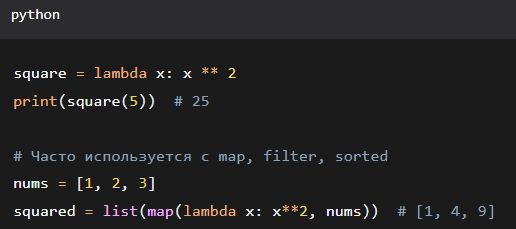 python
square = lambda x: x ** 2
print(square(5))  # 25
# Часто используется с map, filter, sorted
nums = [1, 2, 3]
squared = list(map(lambda x: x**2, nums))  # [1, 4, 9]